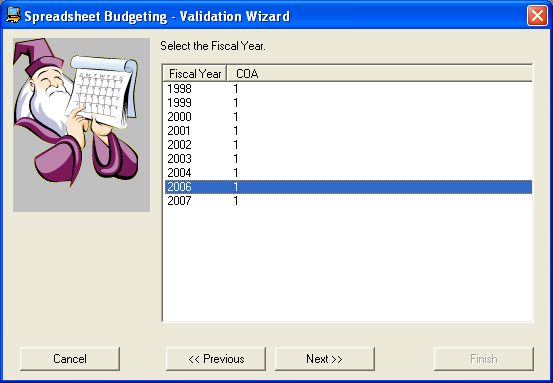 Spreadsheet Budgeting - Validation Wizard
Select the Fiscal Year.
Fiscal Year COA
1998 1
1999 1
2000 1
2001 1
2002 1
2003 1
2004 1
2006 1
2007 1
Cancel << Previous Next >> Finish